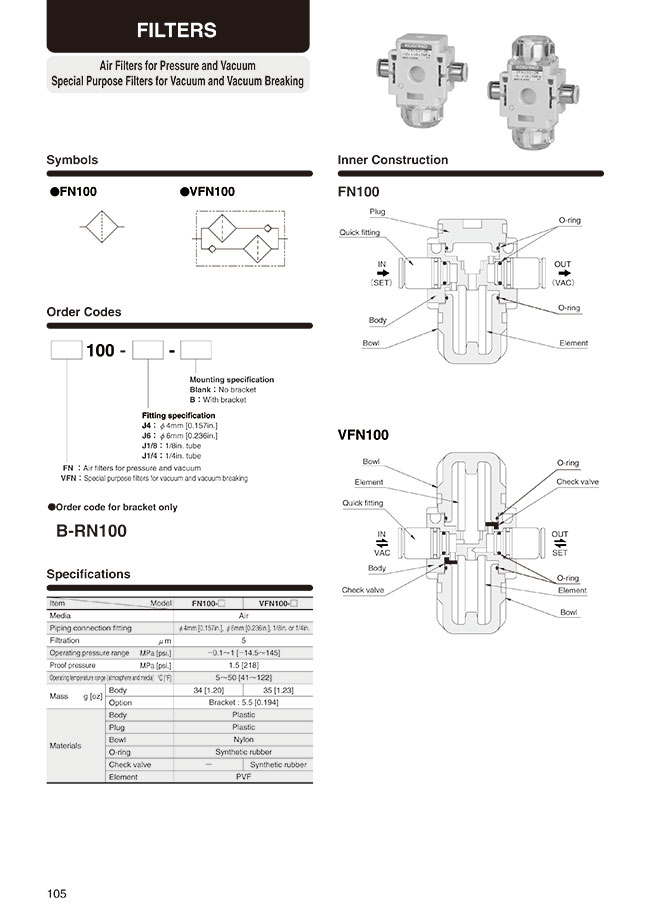 FILTERS
Air Filters for Pressure and Vacuum
Special Purpose Filters for Vacuum and Vacuum Breaking
Symbols
●FN100 ●VFN100
Order Codes
100 - -
Mounting specification
Blank : No bracket
B : With bracket
Fitting specification
J4 : φ4mm [0.157in.]
J6 : φ6mm [0.236in.]
J1/8 : 1/8in. tube
J1/4 : 1/4in. tube
FN : Air filters for pressure and vacuum
VFN : Special purpose filters for vacuum and vacuum breaking
●Order code for bracket only
B-RN100
Specifications
Item Model FN100-□ VFN100-□
Media Air
Piping connection fitting φ4mm [0.157in.], φ6mm [0.236in.], 1/8in. or 1/4in.
Filtration μm 5
Operating pressure range MPa [psi.] −0.1～1 [−14.5～145]
Proof pressure MPa [psi.] 1.5 [218]
Operating temperature range (atmosphere and media) °C [°F] 5～50 [41～122]
Mass g [oz] Body 34 [1.20] 35 [1.23]
Option Bracket : 5.5 [0.194]
Materials Body Plastic
Plug Plastic
Bowl Nylon
O-ring Synthetic rubber
Check valve − Synthetic rubber
Element PVF
Inner Construction
FN100
Plug
O-ring
Quick fitting
IN
(SET)
OUT
(VAC)
O-ring
Body
Bowl
Element
VFN100
Bowl
O-ring
Element
Check valve
Quick fitting
IN
VAC
OUT
SET
Body
O-ring
Check valve
Element
Bowl
105